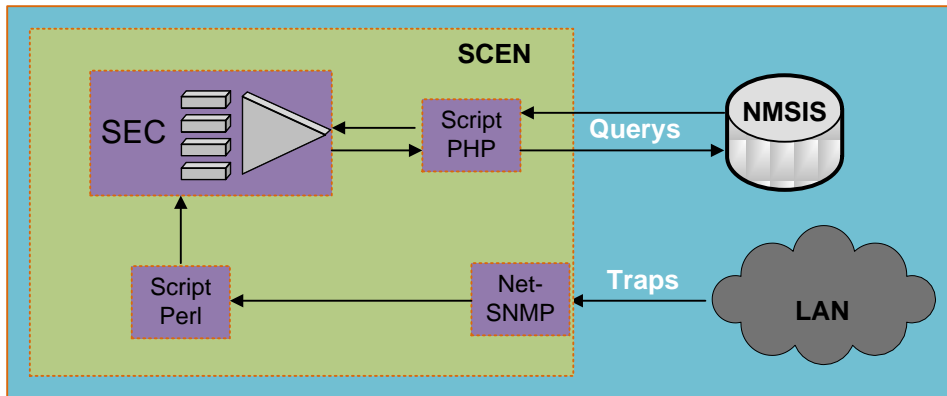 SCEN
SEC
Script
PHP
Querys
NMSIS
Script
Perl
Net-
SNMP
Traps
LAN